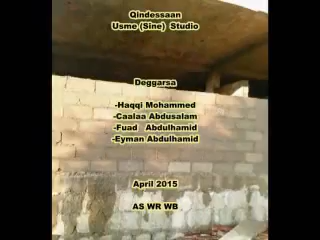 Qindessaan
Usme (Sine) Studio
Deggarsa
-Haqqi Mohammed
-Caalaa Abdusalam
-Fuad Abdulhamid
-Eyman Abdulhamid
April 2015
AS WR WB